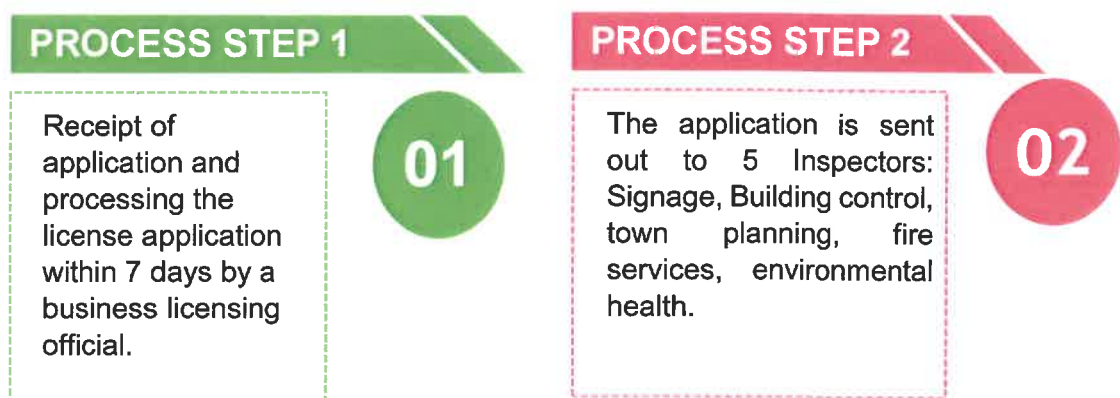 PROCESS STEP 1
Receipt of
application and
processing the
license application
within 7 days by a
business licensing
official.
01
PROCESS STEP 2
The application is sent
out to 5 Inspectors:
Signage, Building control,
town planning, fire
services, environmental
health.
02